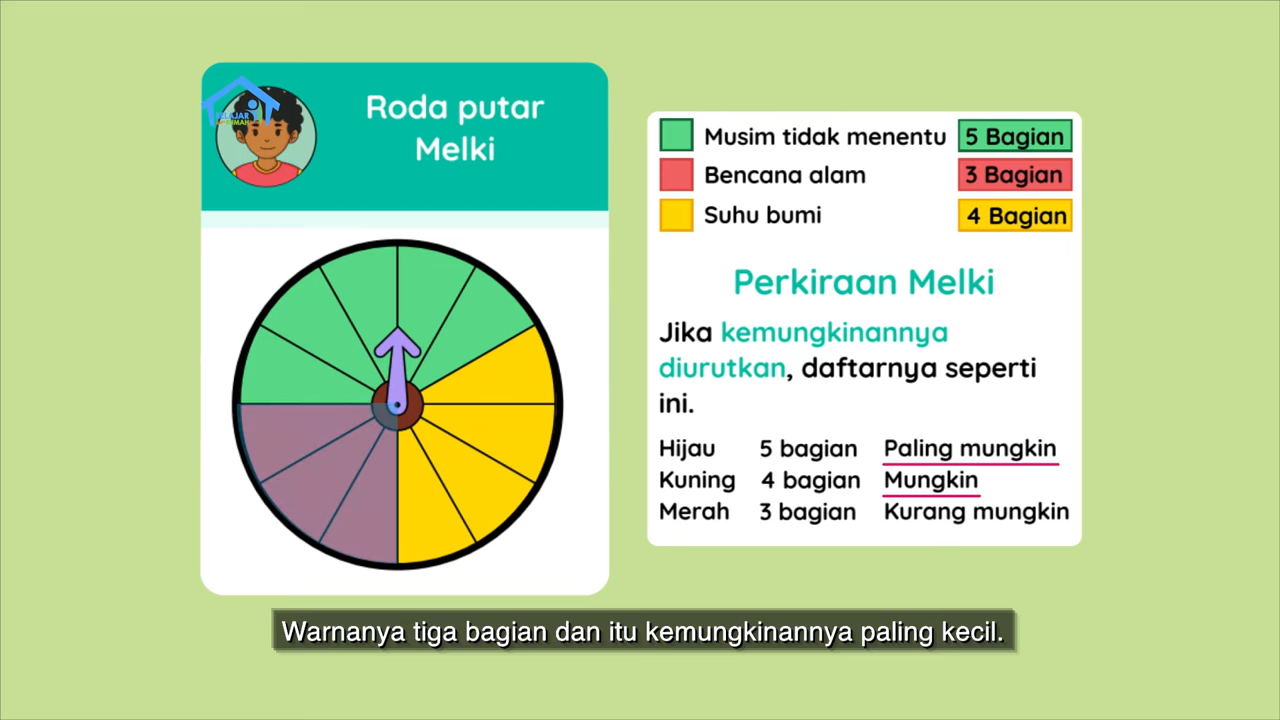 Roda putar
Melki
BELAJAR
Musim tidak menentu 5 Bagian
Bencana alam 3 Bagian
Suhu bumi 4 Bagian
Perkiraan Melki
Jika kemungkinannya
diurutkan, daftarnya seperti
ini.
Hijau 5 bagian Paling mungkin
Kuning 4 bagian Mungkin
Merah 3 bagian Kurang mungkin
Warnanya tiga bagian dan itu kemungkinannya paling kecil.